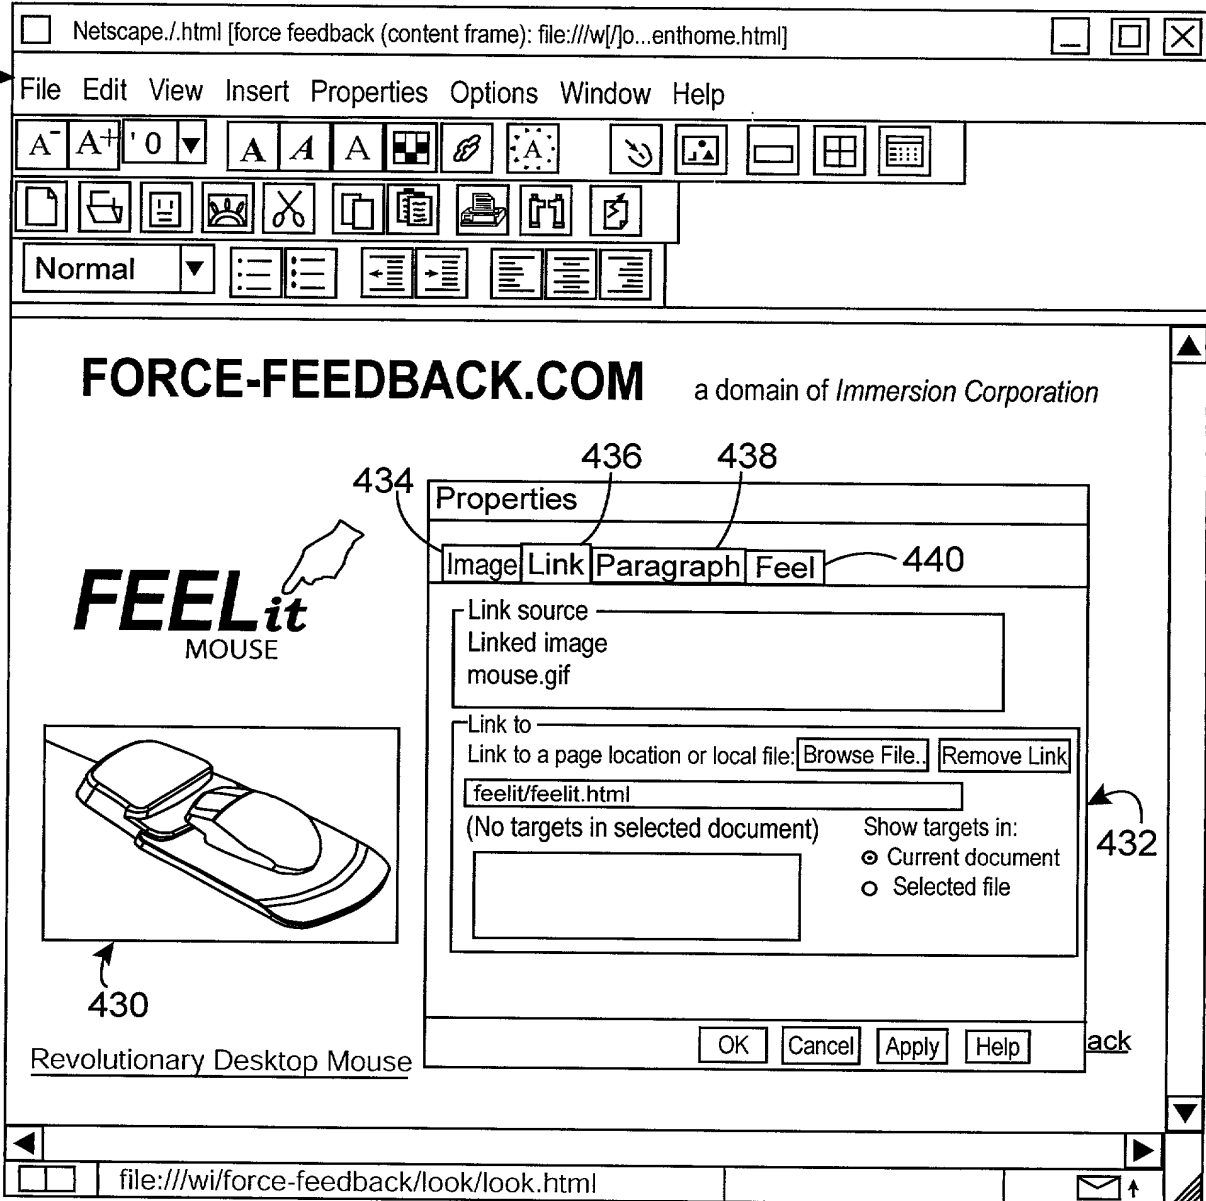 Netscape./.html [force feedback (content frame): file:///w[/]o...enthome.html]
File Edit View Insert Properties Options Window Help
A- A+ ' 0 A A A A
Normal
FORCE-FEEDBACK.COM a domain of Immersion Corporation
434 436 438
Properties
Image Link Paragraph Feel 440
FEELit
MOUSE
Link source
Linked image
mouse.gif
Link to
Link to a page location or local file: Browse File.. Remove Link
feelit/feelit.html
(No targets in selected document) Show targets in:
Current document
Selected file
432
430
OK Cancel Apply Help
Revolutionary Desktop Mouse ack
file:///wi/force-feedback/look/look.html